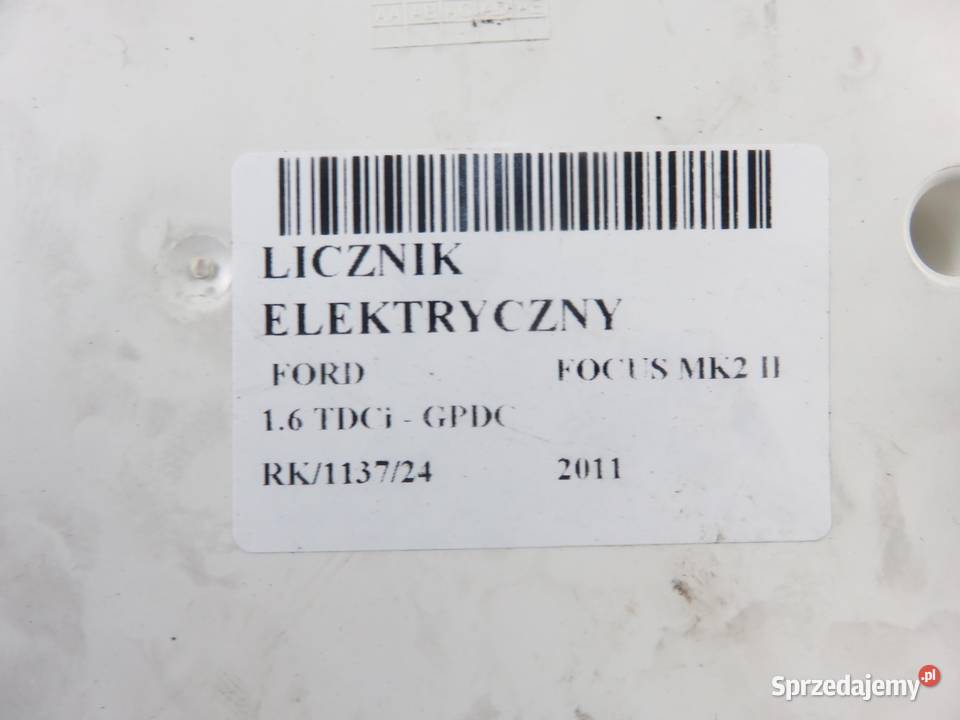 LICZNIK
ELEKTRYCZNY
FORD FOCUS MK2 II
1.6 TDCi - GPDC
RK/1137/24 2011
Sprzedajemy.pl